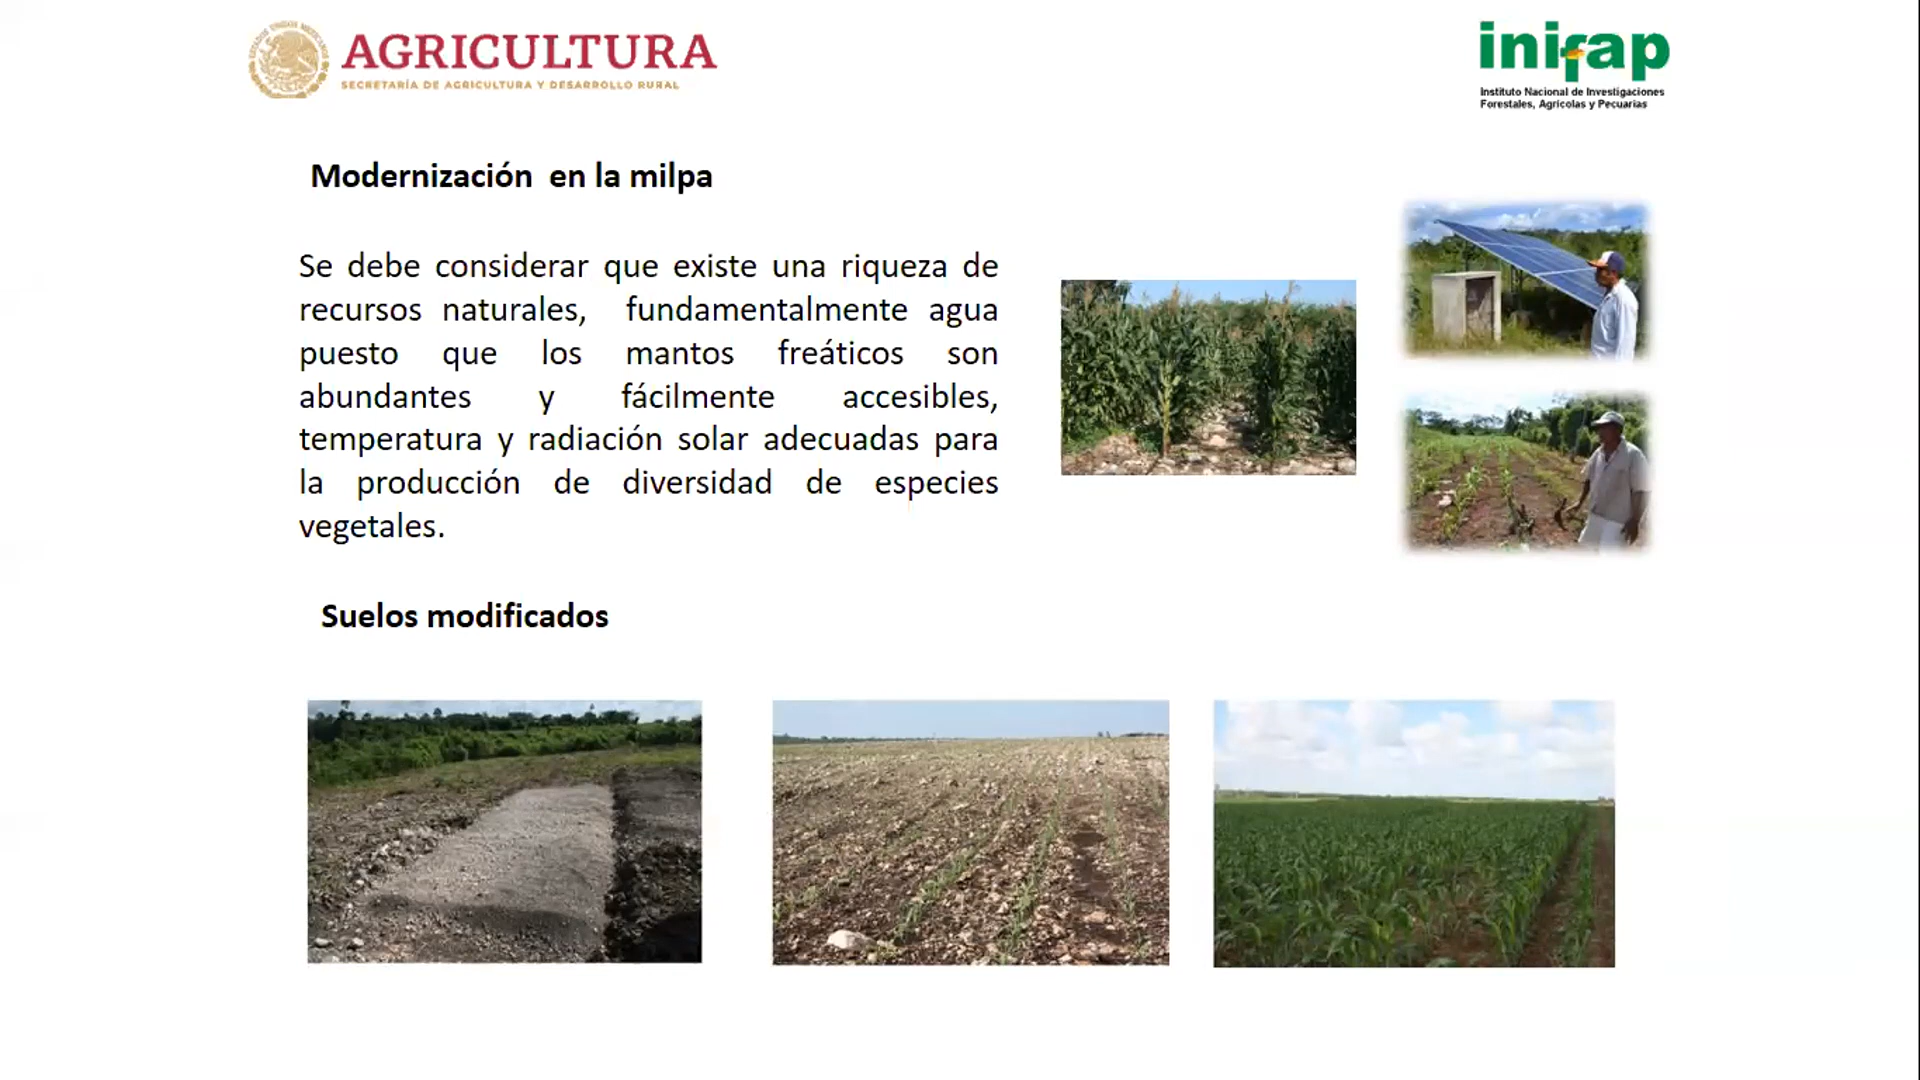 AGRICULTURA
SECRETARÍA DE AGRICULTURA Y DESARROLLO RURAL
inifap
Instituto Nacional de Investigaciones
Forestales, Agrícolas y Pecuarias
Modernización en la milpa
Se debe considerar que existe una riqueza de
recursos naturales, fundamentalmente agua
puesto que los mantos freáticos son
abundantes y fácilmente accesibles,
temperatura y radiación solar adecuadas para
la producción de diversidad de especies
vegetales.
Suelos modificados